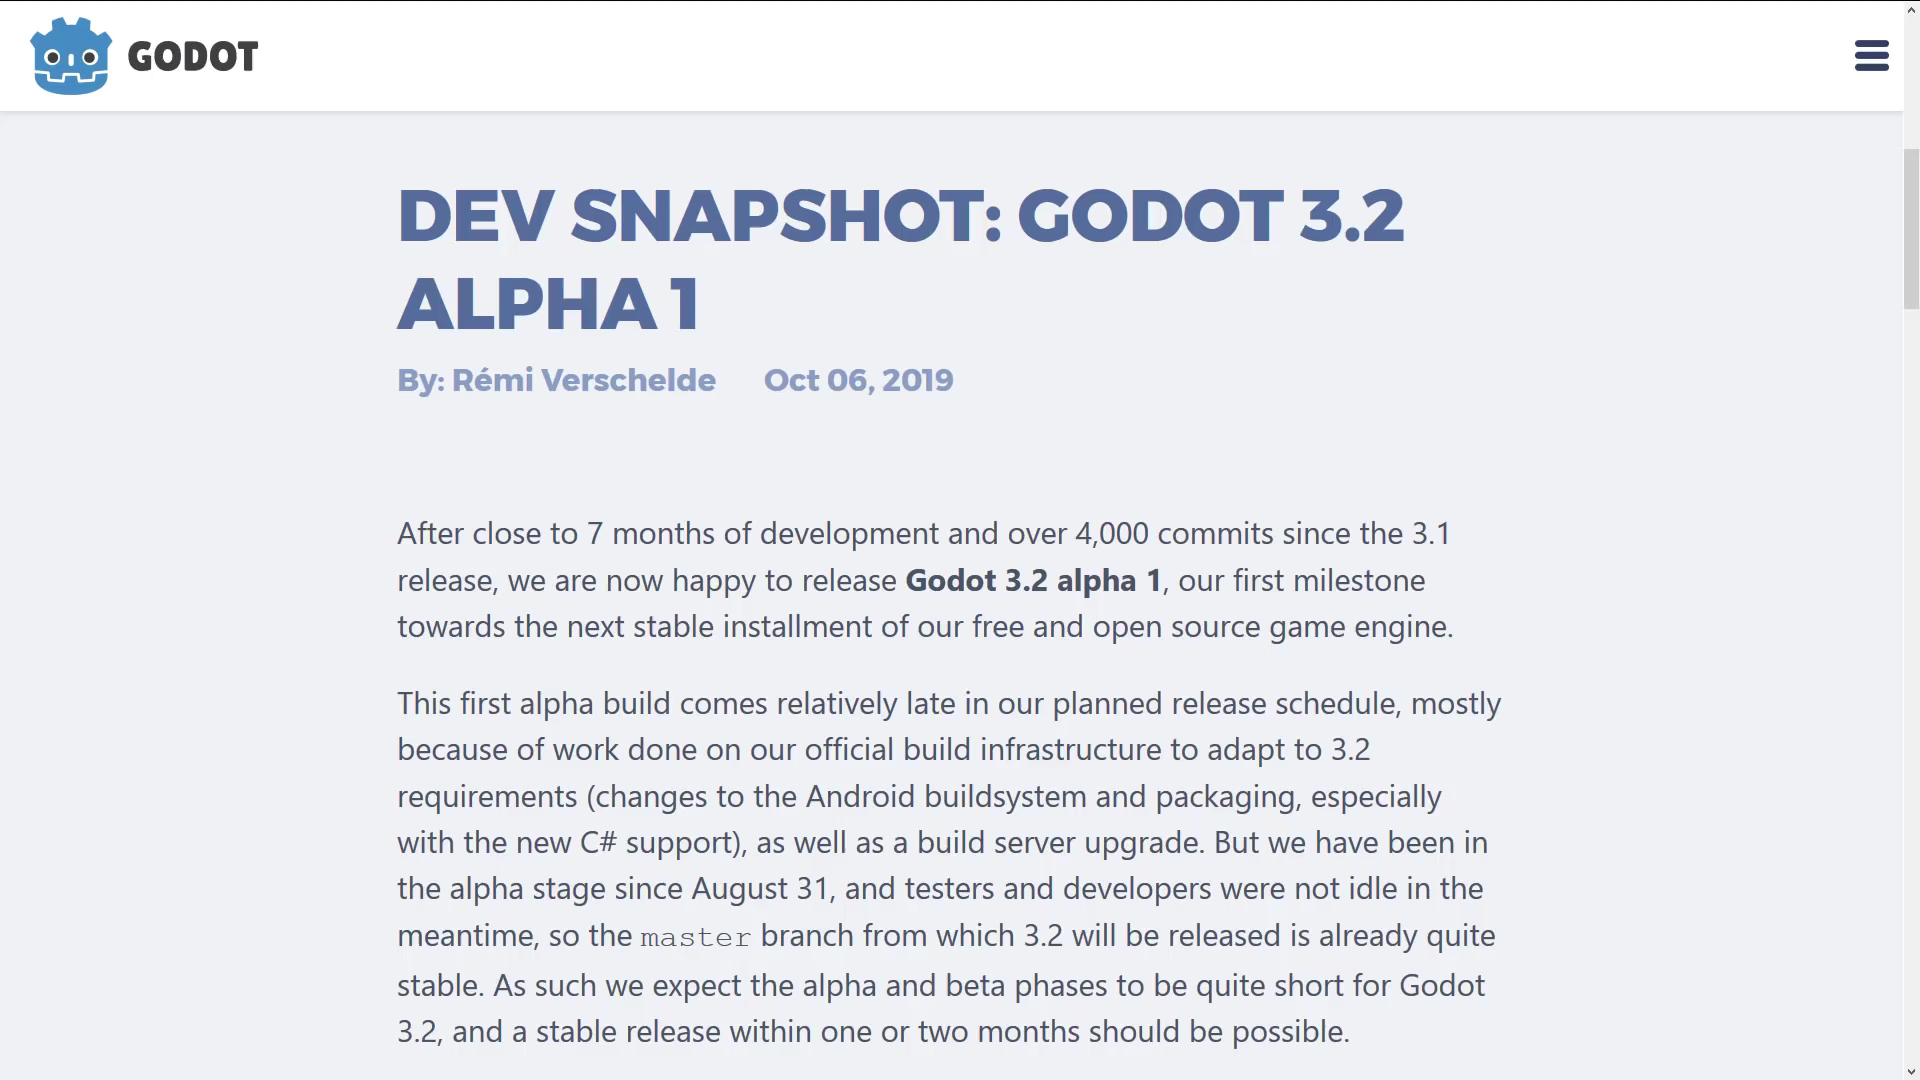 GODOT
DEV SNAPSHOT: GODOT 3.2
ALPHA 1
By: Rémi Verschelde Oct 06, 2019
After close to 7 months of development and over 4,000 commits since the 3.1
release, we are now happy to release Godot 3.2 alpha 1, our first milestone
towards the next stable installment of our free and open source game engine.
This first alpha build comes relatively late in our planned release schedule, mostly
because of work done on our official build infrastructure to adapt to 3.2
requirements (changes to the Android buildsystem and packaging, especially
with the new C# support), as well as a build server upgrade. But we have been in
the alpha stage since August 31, and testers and developers were not idle in the
meantime, so the master branch from which 3.2 will be released is already quite
stable. As such we expect the alpha and beta phases to be quite short for Godot
3.2, and a stable release within one or two months should be possible.